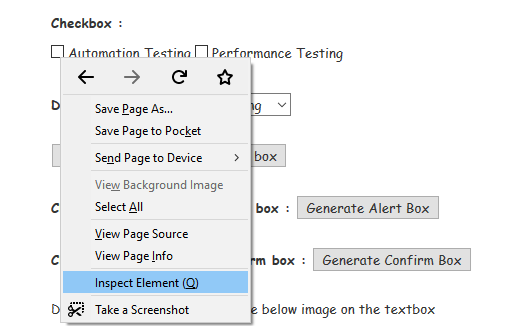 Checkbox :
Automation Testing Performance Testing
Save Page As...
Save Page to Pocket
Send Page to Device
box
View Background Image
Select All
box : Generate Alert Box
View Page Source
View Page Info
box : Generate Confirm Box
Inspect Element (Q)
Take a Screenshot
below image on the textbox